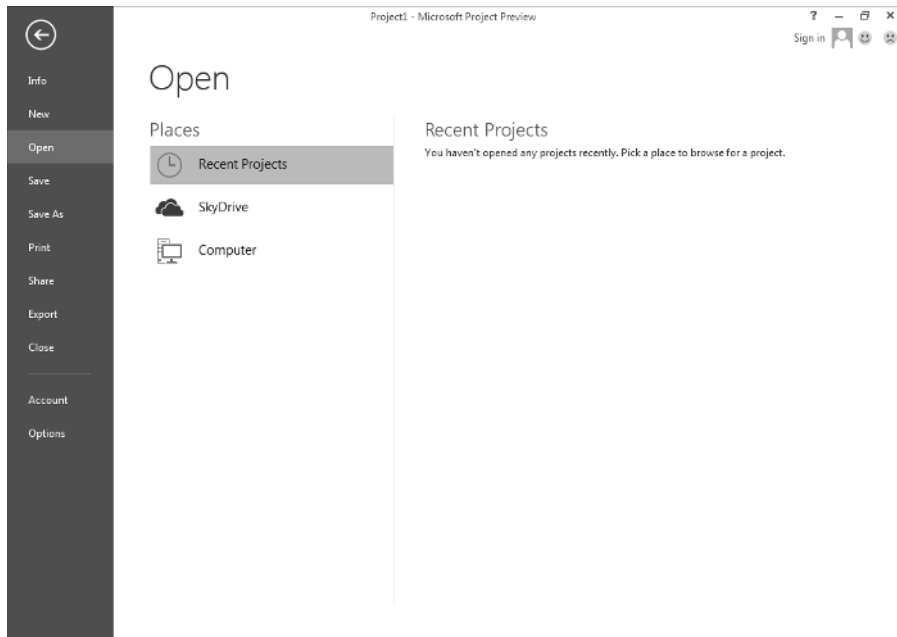 Project1 - Microsoft Project Preview
?
Sign in
Info
New
Open
Save
Save As
Print
Share
Export
Close
Account
Options
Open
Places
Recent Projects
SkyDrive
Computer
Recent Projects
You haven't opened any projects recently. Pick a place to browse for a project.